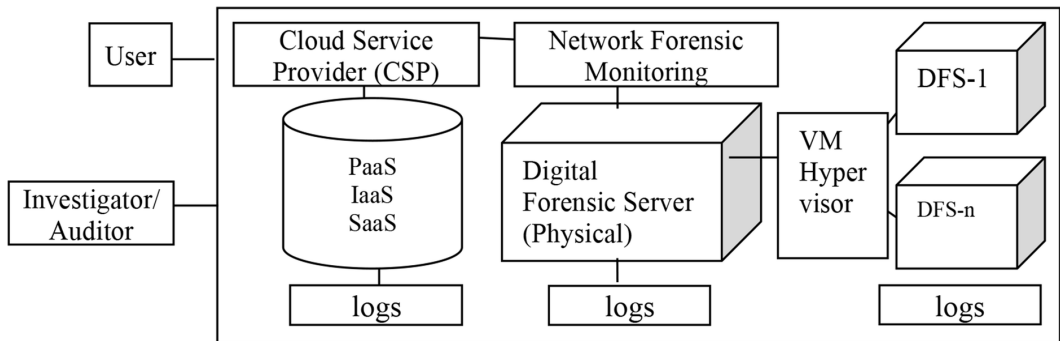 User
Investigator/
Auditor
Cloud Service
Provider (CSP)
Network Forensic
Monitoring
PaaS
IaaS
SaaS
Digital
Forensic Server
(Physical)
VM
Hyper
visor
DFS-1
DFS-n
logs
logs
logs